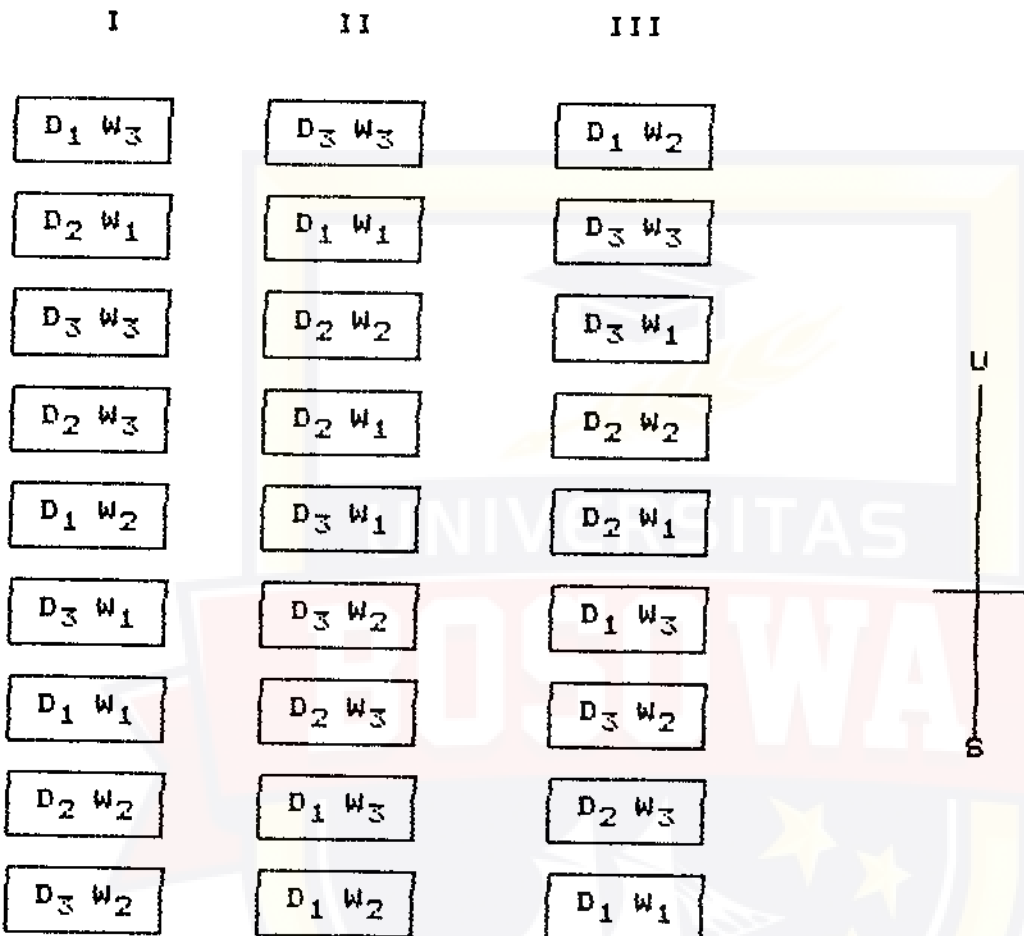 I II III
D₁ W₃ D₃ W₃ D₁ W₂
D₂ W₁ D₁ W₁ D₃ W₃
D₃ W₃ D₂ W₂ D₃ W₁
U
D₂ W₃ D₂ W₁ D₂ W₂
D₁ W₂ D₃ W₁ D₂ W₁
UNIVERSITAS
D₃ W₁ D₃ W₂ D₁ W₃
BOSOWA
D₁ W₁ D₂ W₃ D₃ W₂
S
D₂ W₂ D₁ W₃ D₂ W₃
D₃ W₂ D₁ W₂ D₁ W₁